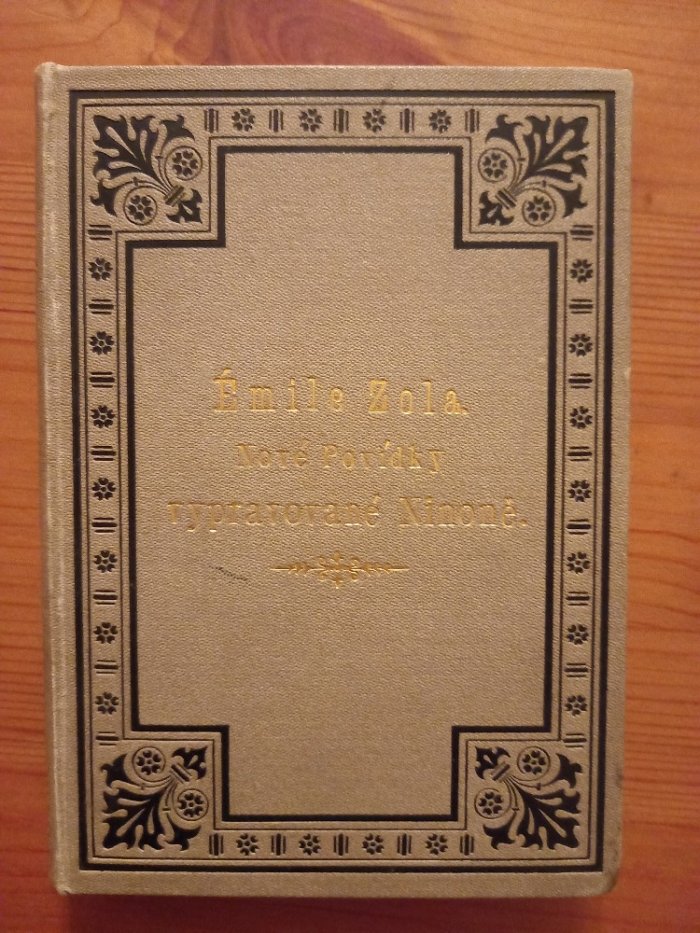 Émile Zola.
Nové Povídky
vypravované Ninoně.